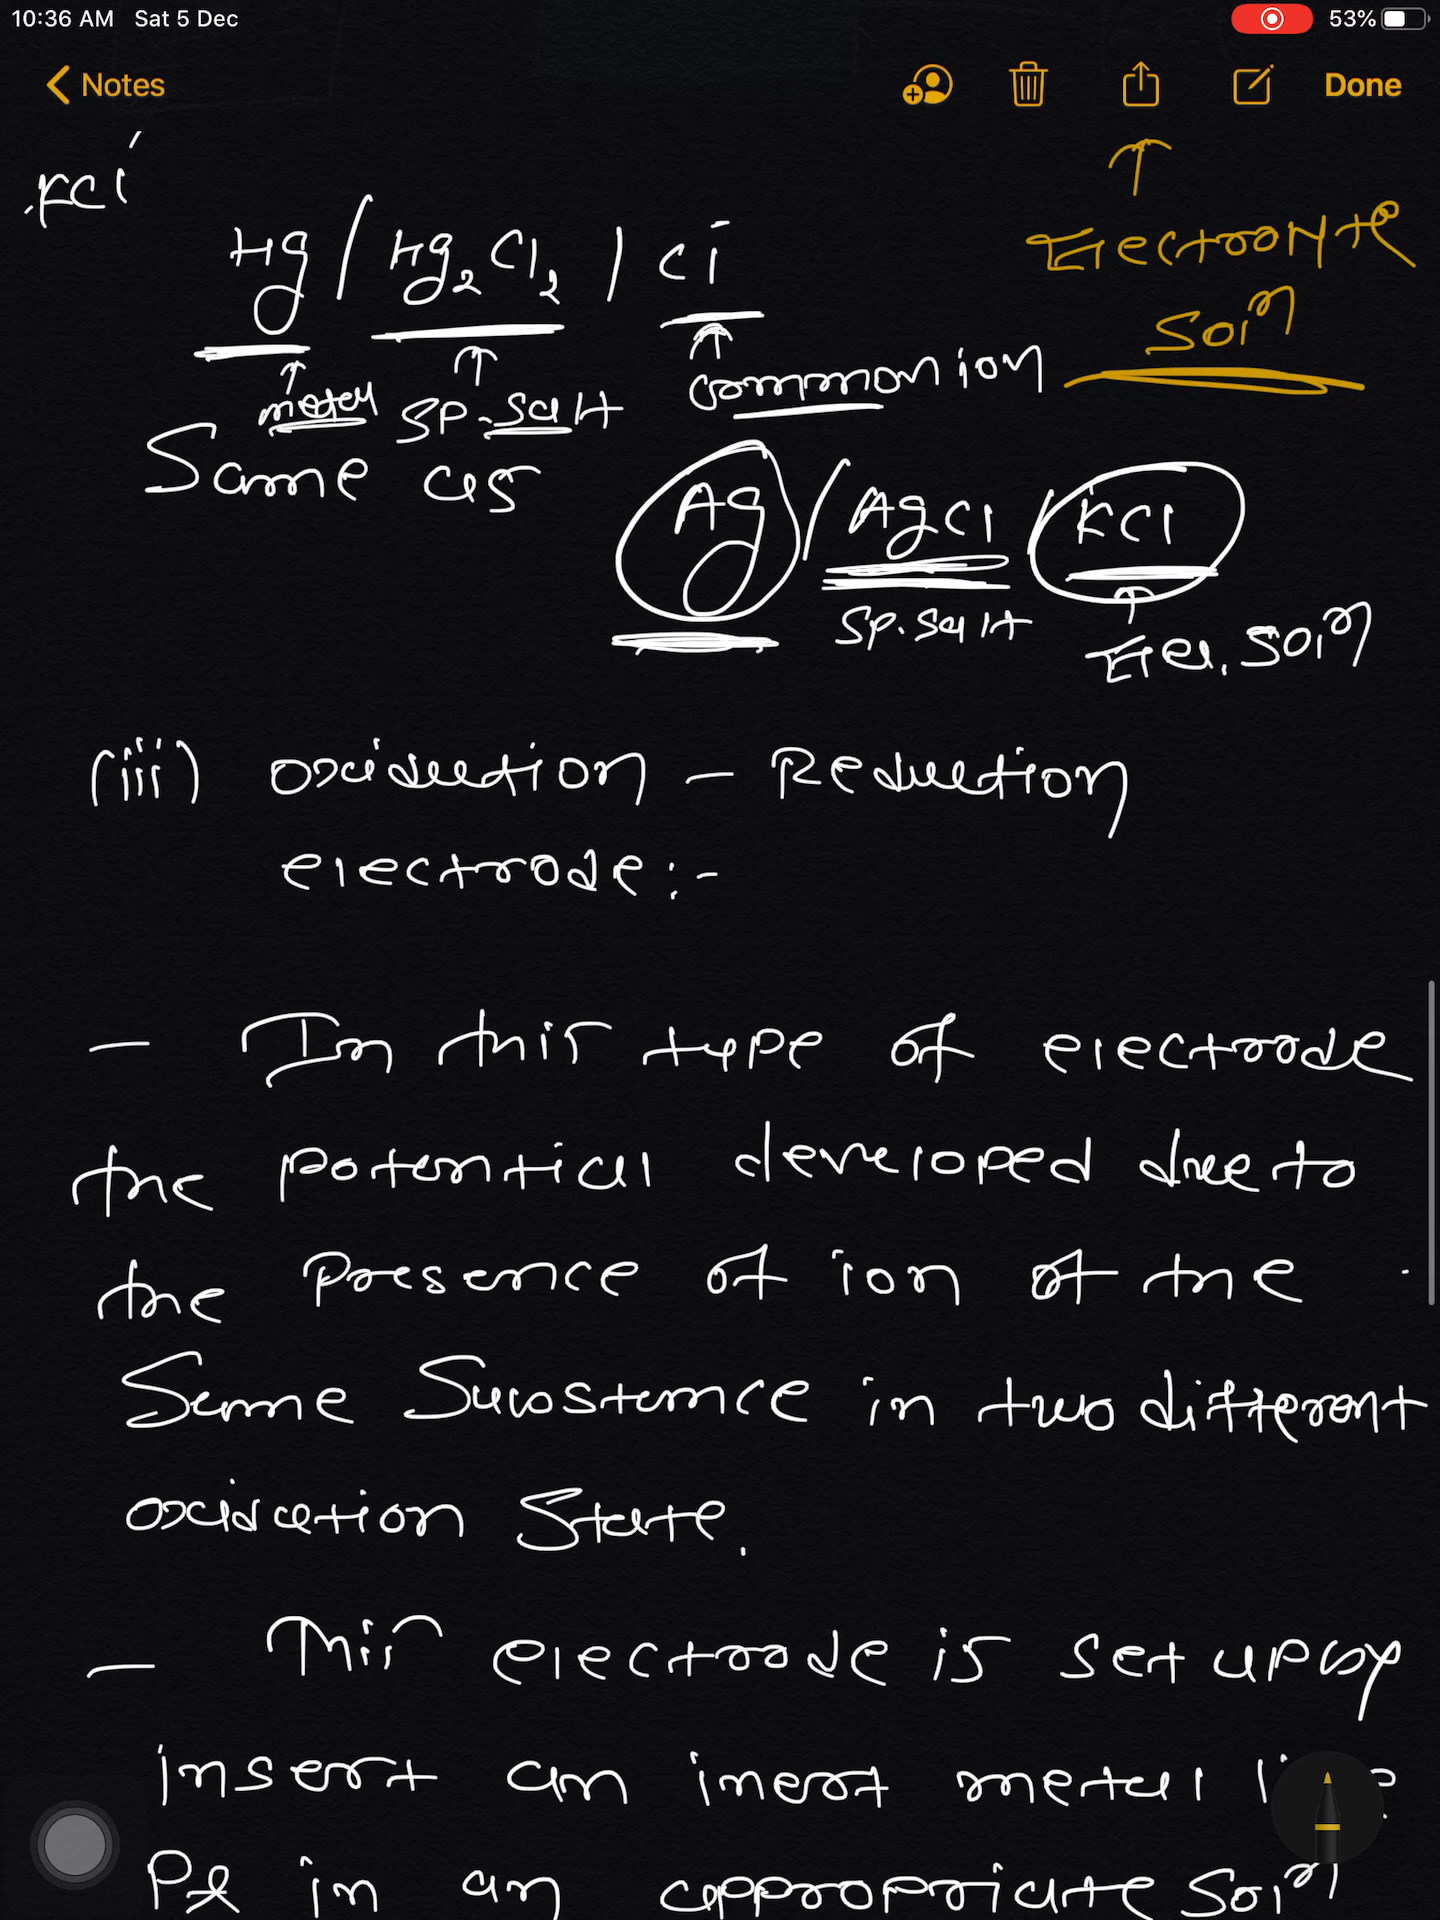 10:36 AM Sat 5 Dec
53%
Notes
Done
KCl
Hg / Hg2Cl2 / Cl
↑ Electrolyte
Soln
↑ metal ↑ SP. Salt ↑ common ion
Same as
Ag / AgCl / KCl
SP. Salt ↑ Ele. Soln
(iii) oxidation - Reduction
electrode:-
- In this type of electrode
the potential developed due to
the presence of ion of the
Same Substance in two different
oxidation State.
- This electrode is set up by
insert an inert metal
Pt in an appropriate Soln